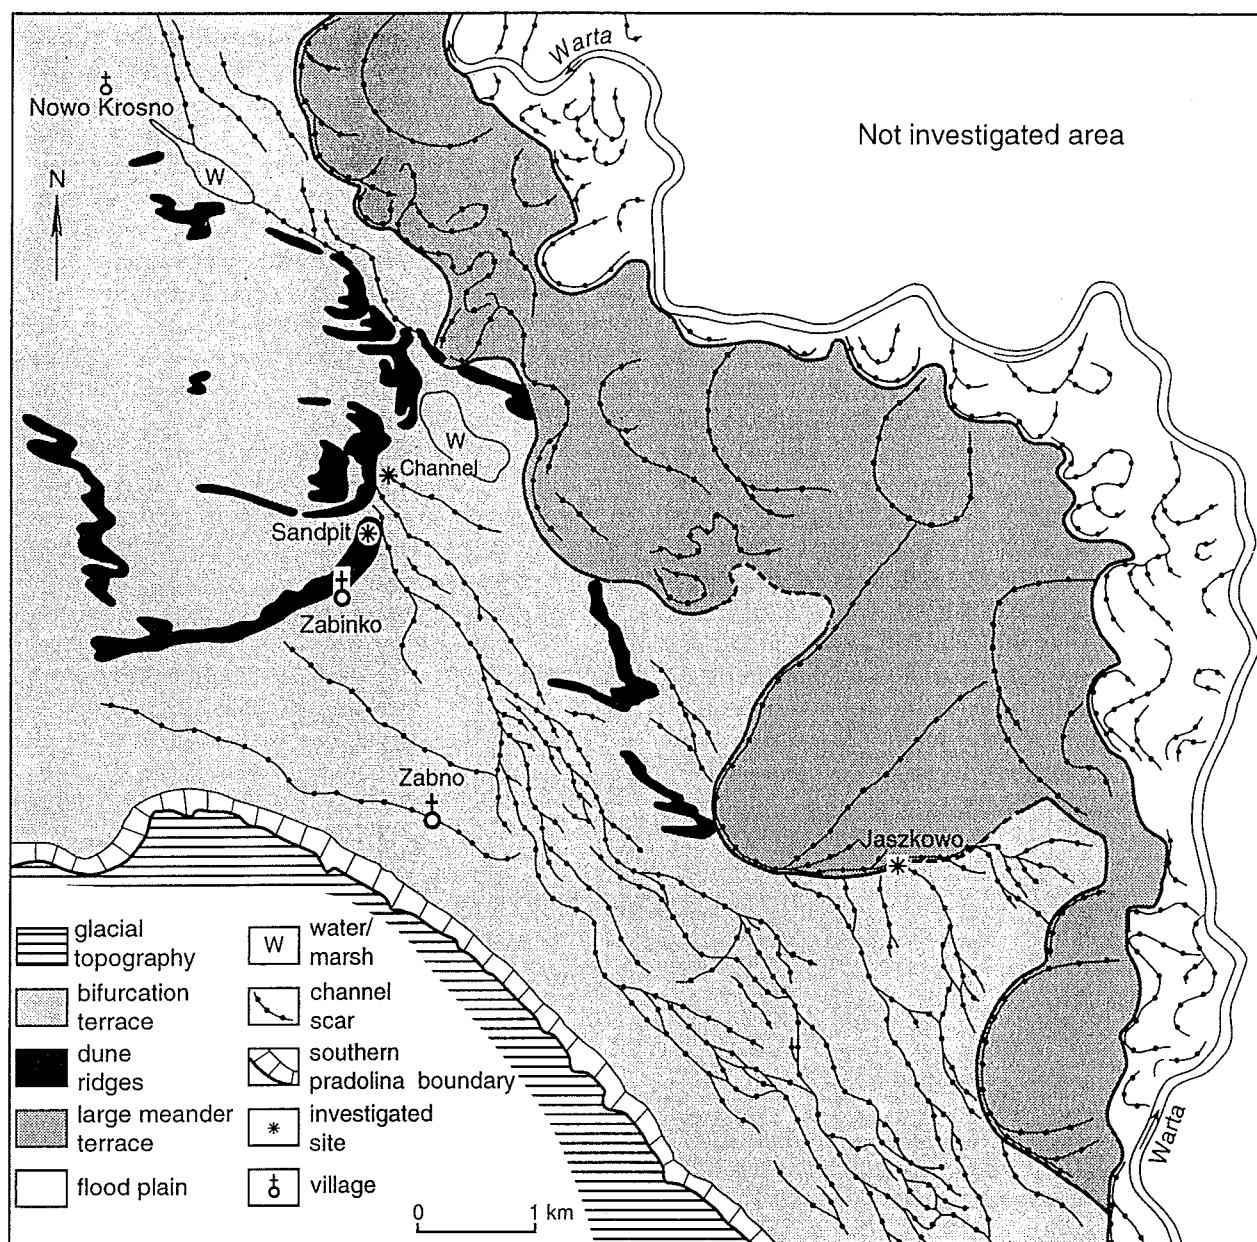 Warta
Nowo Krosno
Not investigated area
N
W
W
Channel
Sandpit
Zabinko
Zabno
Jaszkowo
glacial
topography
bifurcation
terrace
dune
ridges
large meander
terrace
flood plain
W
water/
marsh
channel
scar
southern
pradolina boundary
investigated
site
village
0 1 km
Warta